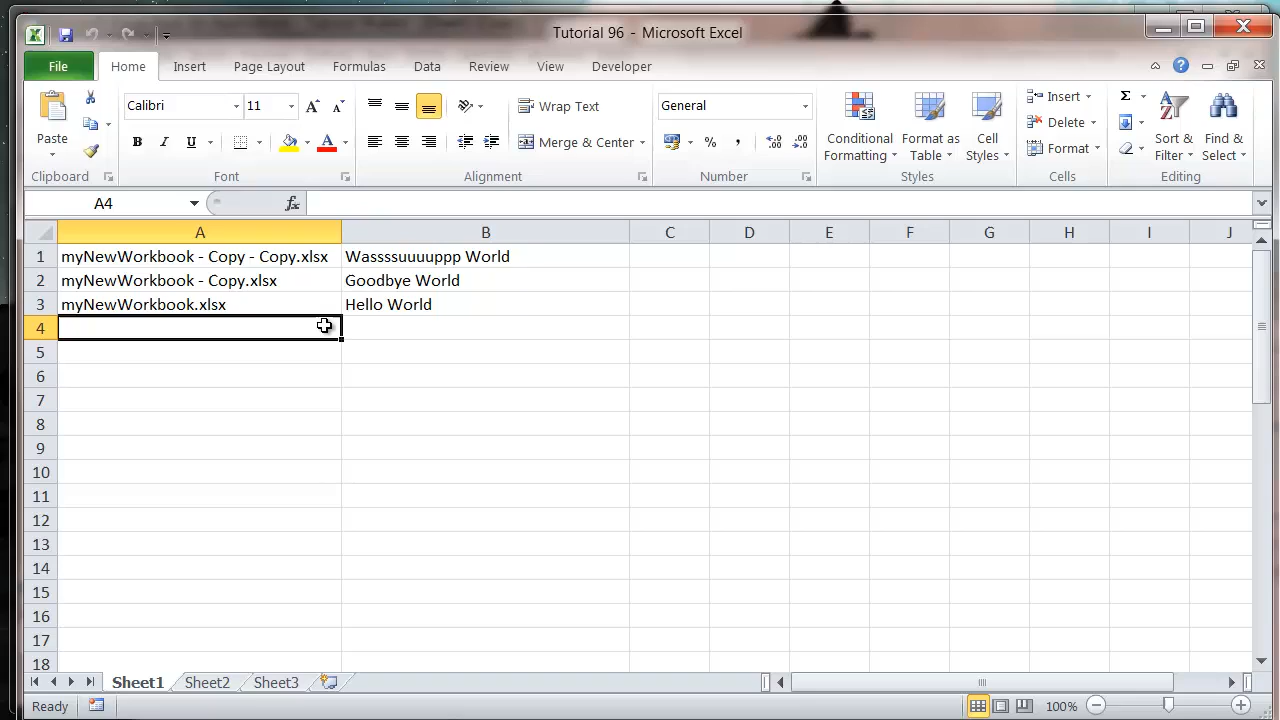 Tutorial 96 - Microsoft Excel
File Home Insert Page Layout Formulas Data Review View Developer
Calibri 11 Wrap Text General Insert Σ
Paste Conditional Formatting Format as Table Cell Styles Delete Sort & Filter Find & Select
B I U A Merge & Center % , Format
Clipboard Font Alignment Number Styles Cells Editing
A4 fx
A B C D E F G H I J
1 myNewWorkbook - Copy - Copy.xlsx Wassssuuuuppp World
2 myNewWorkbook - Copy.xlsx Goodbye World
3 myNewWorkbook.xlsx Hello World
4
5
6
7
8
9
10
11
12
13
14
15
16
17
18
Sheet1 Sheet2 Sheet3
Ready 100%